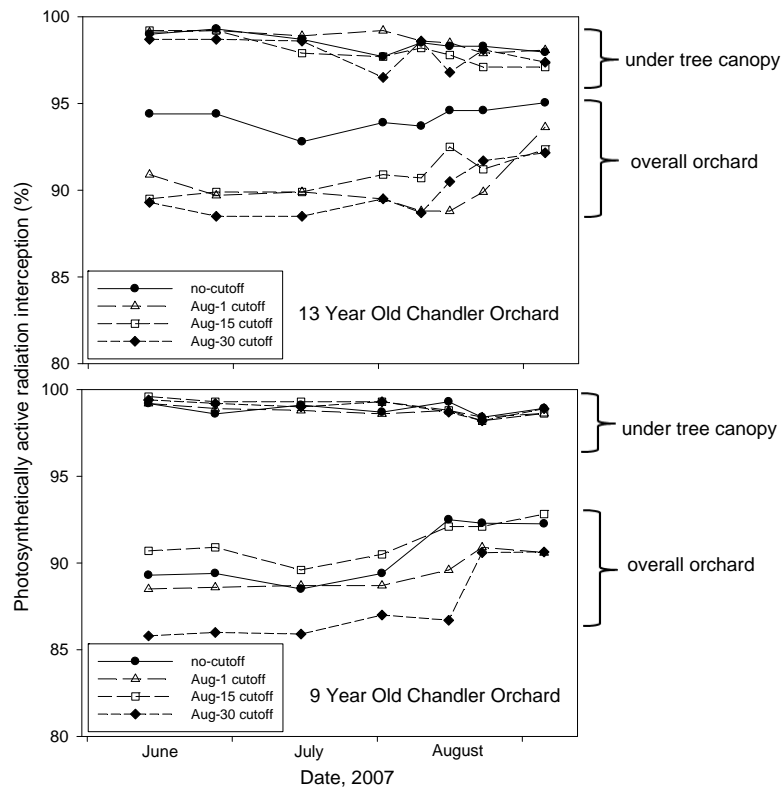 Photosynthetically active radiation interception (%)
100
95
90
85
80
under tree canopy
overall orchard
no-cutoff
Aug-1 cutoff
Aug-15 cutoff
Aug-30 cutoff
13 Year Old Chandler Orchard
100
95
90
85
80
under tree canopy
overall orchard
no-cutoff
Aug-1 cutoff
Aug-15 cutoff
Aug-30 cutoff
9 Year Old Chandler Orchard
June July August
Date, 2007